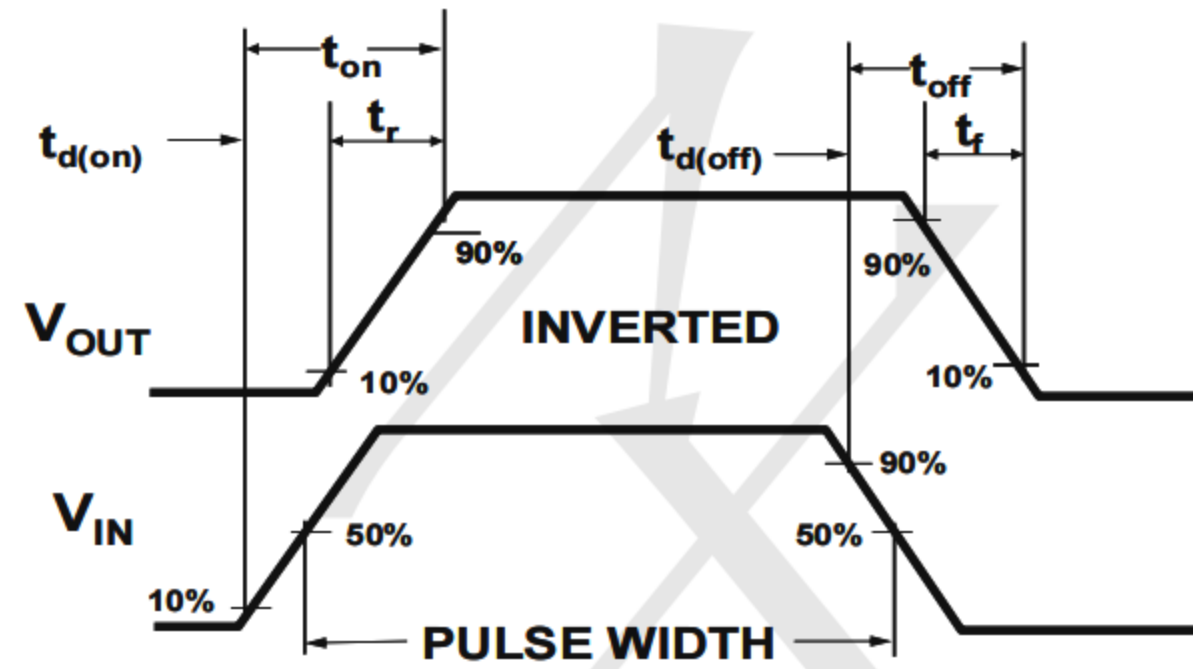 ton
toff
tr
tf
td(on)
td(off)
90%
90%
VOUT
INVERTED
10%
10%
90%
VIN
50%
50%
10%
PULSE WIDTH